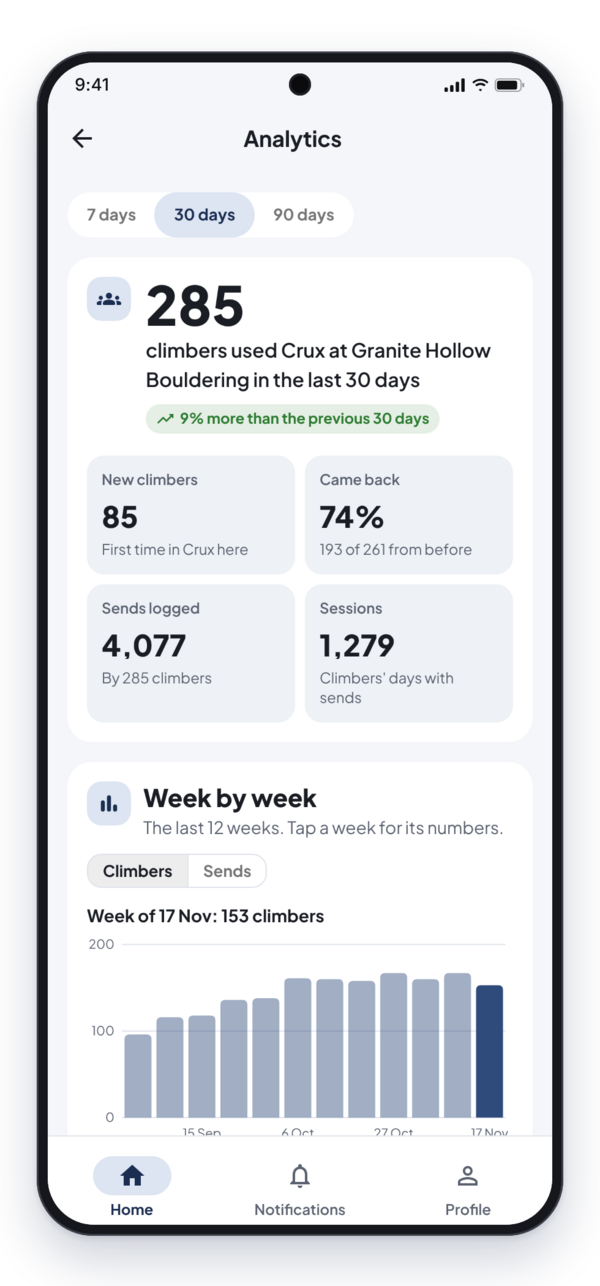 9:41
Analytics
7 days
30 days
90 days
285
climbers used Crux at Granite Hollow
Bouldering in the last 30 days
9% more than the previous 30 days
New climbers
85
First time in Crux here
Came back
74%
193 of 261 from before
Sends logged
4,077
By 285 climbers
Sessions
1,279
Climbers' days with
sends
Week by week
The last 12 weeks. Tap a week for its numbers.
Climbers
Sends
Week of 17 Nov: 153 climbers
200
100
0
15 Sep
6 Oct
27 Oct
17 Nov
Home
Notifications
Profile